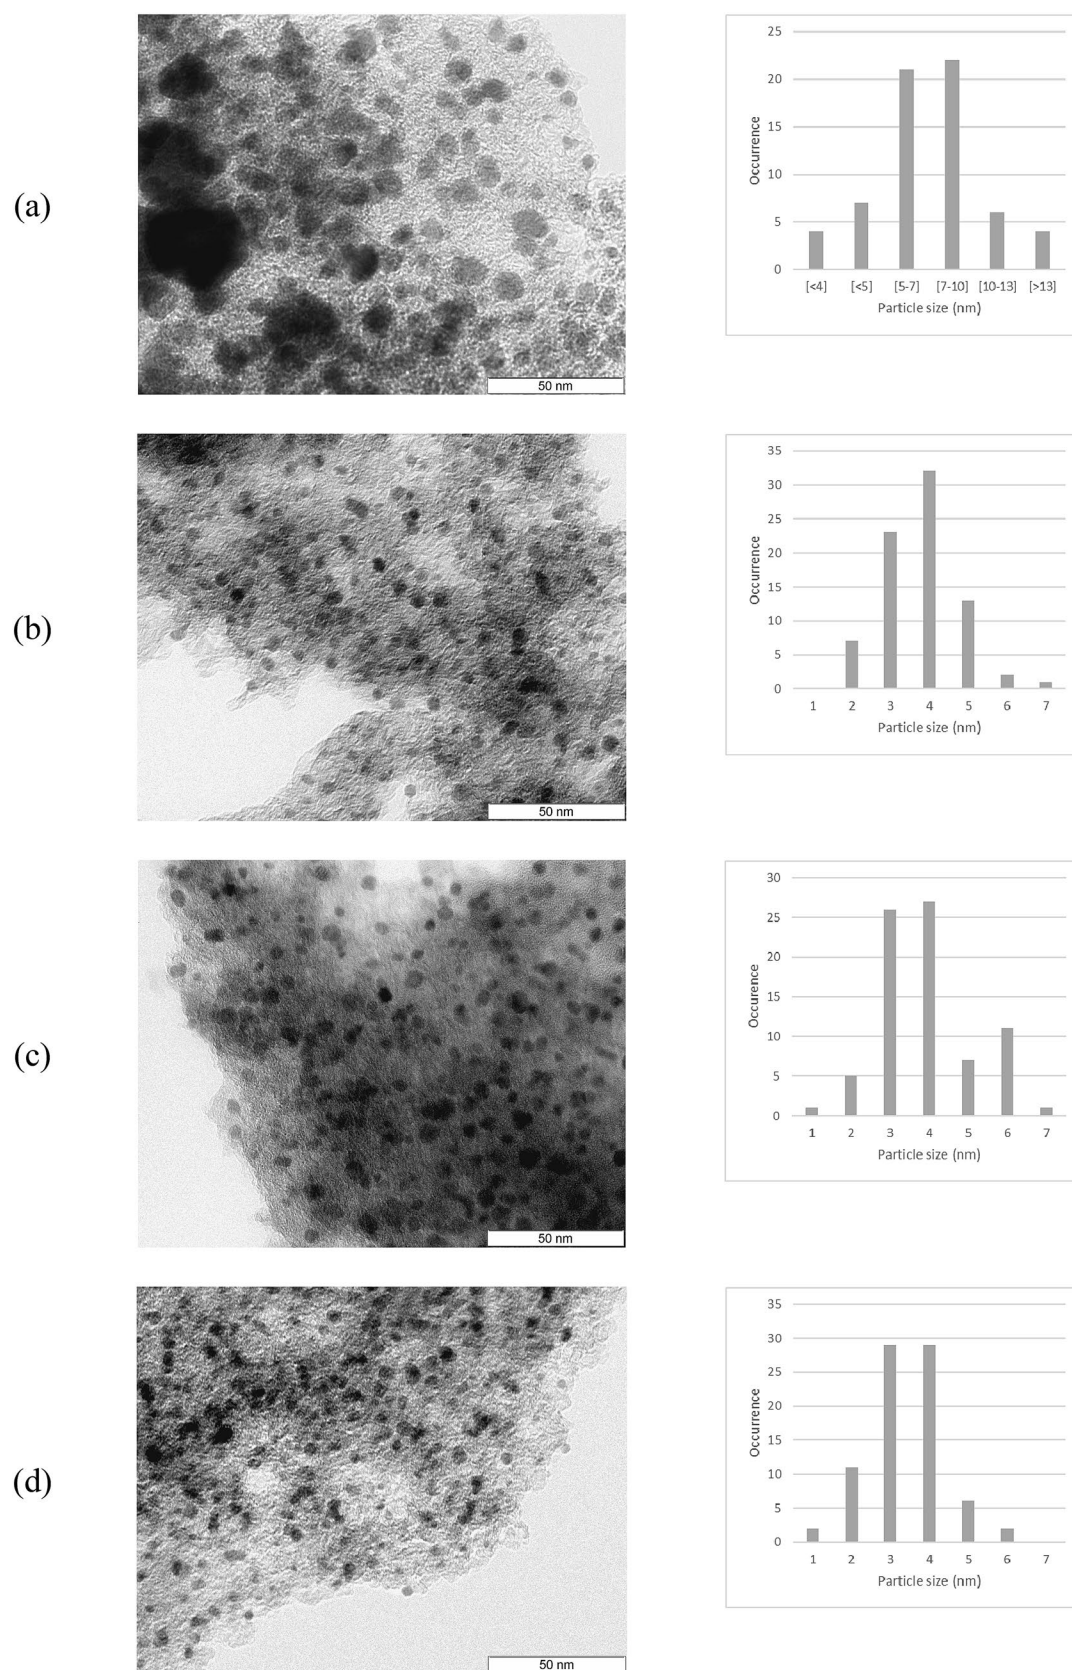 (a)
50 nm
25
20
15
10
5
0
Occurrence
[<4] [<5] [5-7] [7-10] [10-13] [>13]
Particle size (nm)
(b)
50 nm
35
30
25
20
15
10
5
0
Occurrence
1 2 3 4 5 6 7
Particle size (nm)
(c)
50 nm
30
25
20
15
10
5
0
Occurence
1 2 3 4 5 6 7
Particle size (nm)
(d)
50 nm
35
30
25
20
15
10
5
0
Occurrence
1 2 3 4 5 6 7
Particle size (nm)